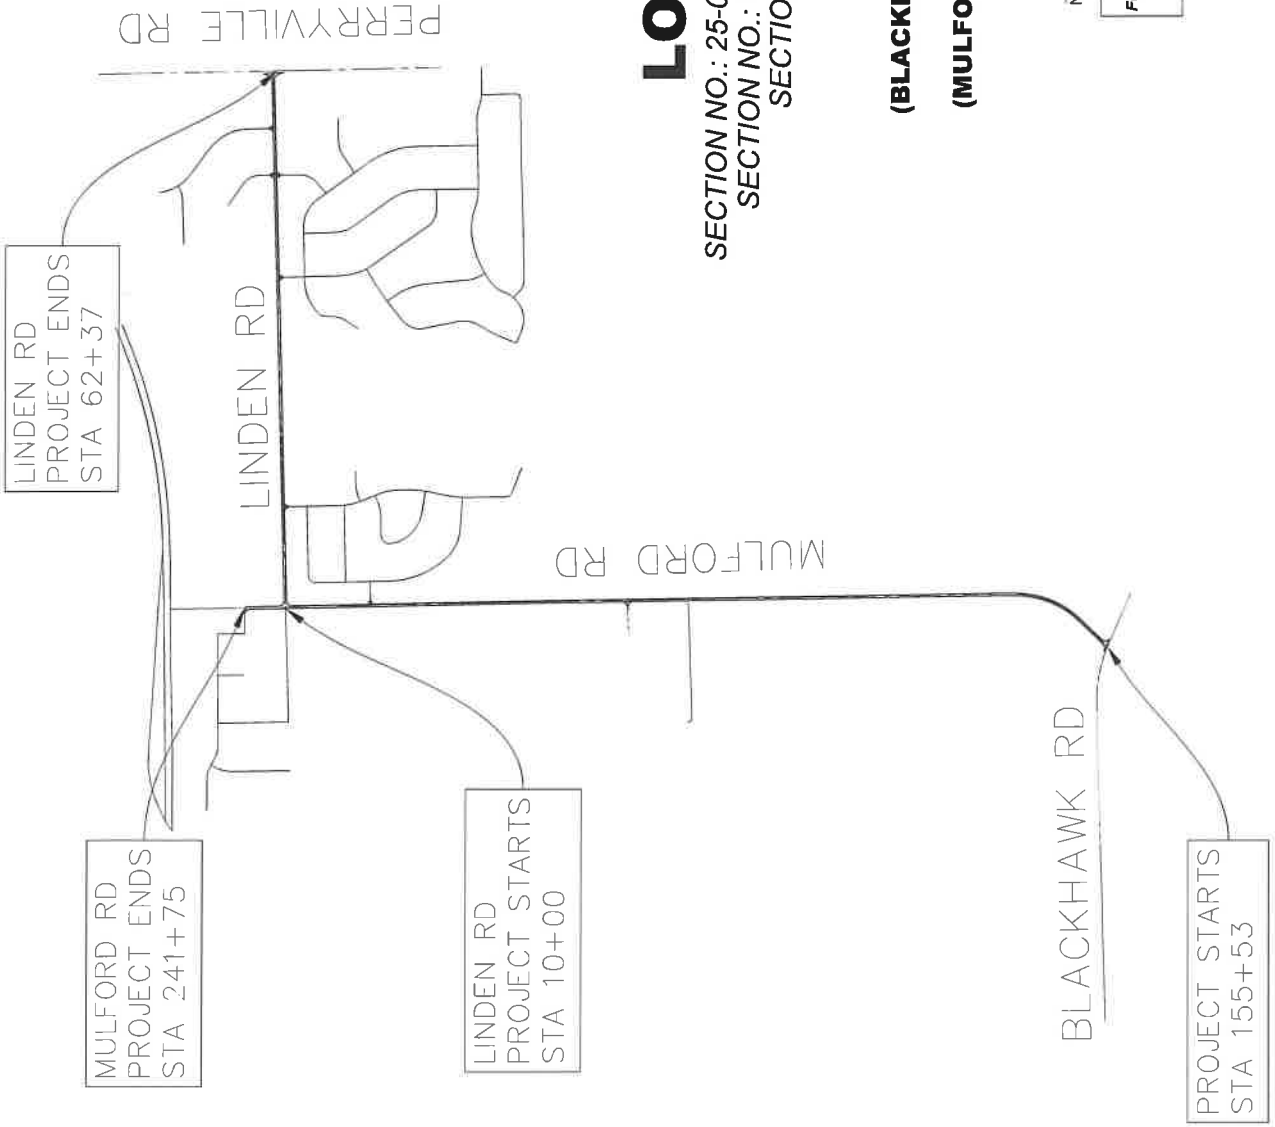 PERRYVILLE RD
LINDEN RD
PROJECT ENDS
STA 62+37
LINDEN RD
MULFORD RD
PROJECT ENDS
STA 241+75
LINDEN RD
PROJECT STARTS
STA 10+00
MULFORD RD
BLACKHAWK RD
PROJECT STARTS
STA 155+53
LO
SECTION NO.: 25-0
SECTION NO.:
SECTIO
(BLACKH
(MULFO
N
F